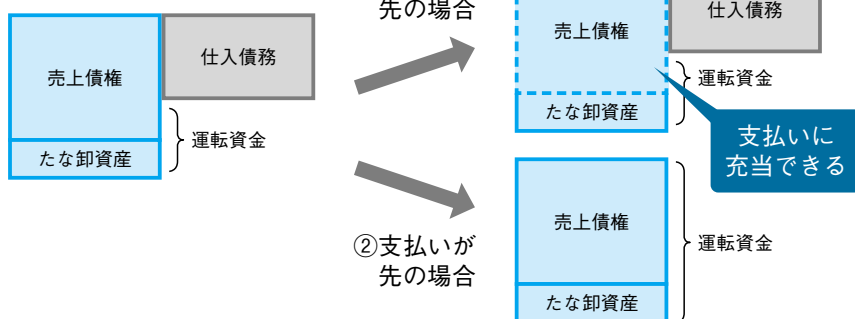 売上債権
仕入債務
運転資金
たな卸資産
先の場合
売上債権
仕入債務
運転資金
たな卸資産
支払いに
充当できる
②支払いが
先の場合
売上債権
運転資金
たな卸資産